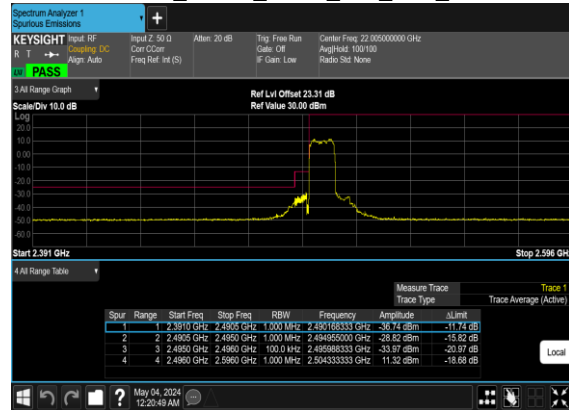 Spectrum Analyzer 1
Spurious Emissions
+
KEYSIGHT Input: RF Input Z: 50 Ω Atten: 20 dB Trig: Free Run Center Freq: 22.005000000 GHz
R T Coupling: DC Corr CCorr Gate: Off Avg|Hold: 100/100
Align: Auto Freq Ref: Int (S) IF Gain: Low Radio Std: None
LW PASS
3 All Range Graph
Ref Lvl Offset 23.31 dB
Scale/Div 10.0 dB Ref Value 30.00 dBm
Log
20.0
10.0
0.00
-10.0
-20.0
-30.0
-40.0
-50.0
-60.0
Start 2.391 GHz Stop 2.596 GH
4 All Range Table
Measure Trace Trace 1
Trace Type Trace Average (Active)
Spur Range Start Freq Stop Freq RBW Frequency Amplitude ΔLimit
1 1 2.3910 GHz 2.4905 GHz 1.000 MHz 2.490168333 GHz -36.74 dBm -11.74 dB
2 2 2.4905 GHz 2.4950 GHz 1.000 MHz 2.494955000 GHz -28.82 dBm -15.82 dB
3 3 2.4950 GHz 2.4960 GHz 100.0 kHz 2.495988333 GHz -33.97 dBm -20.97 dB
4 4 2.4960 GHz 2.5960 GHz 1.000 MHz 2.504333333 GHz 11.32 dBm -18.68 dB
Local
? May 04, 2024
12:20:49 AM